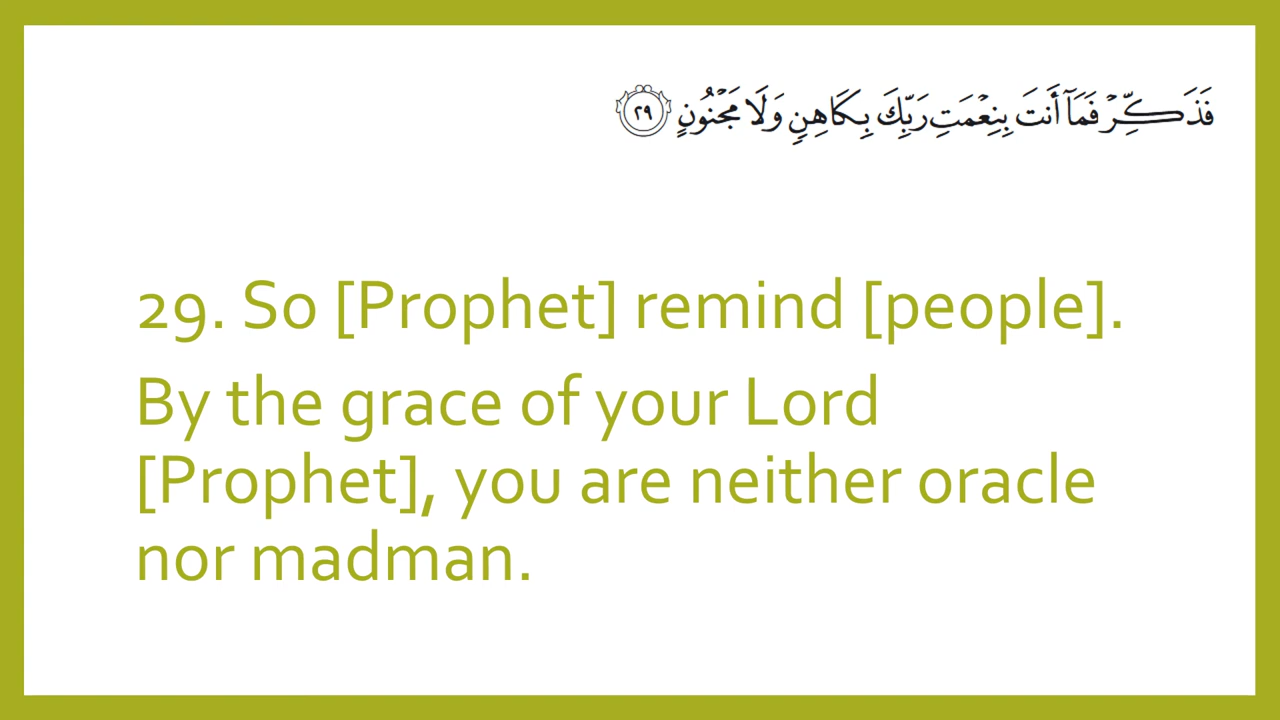 فَذَكِّرۡ فَمَآ أَنتَ بِنِعۡمَتِ رَبِّكَ بِكَاهِنٖ وَلَا مَجۡنُونٍ ٢٩
29. So [Prophet] remind [people].
By the grace of your Lord
[Prophet], you are neither oracle
nor madman.